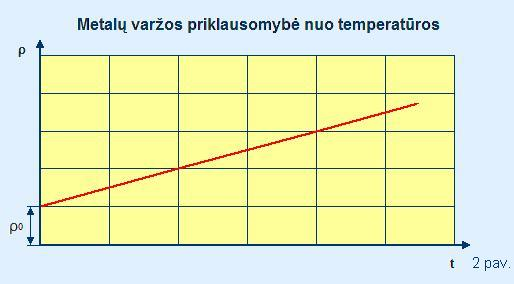 Metalų varžos priklausomybė nuo temperatūros
ρ
ρ⁰
t
2 pav.